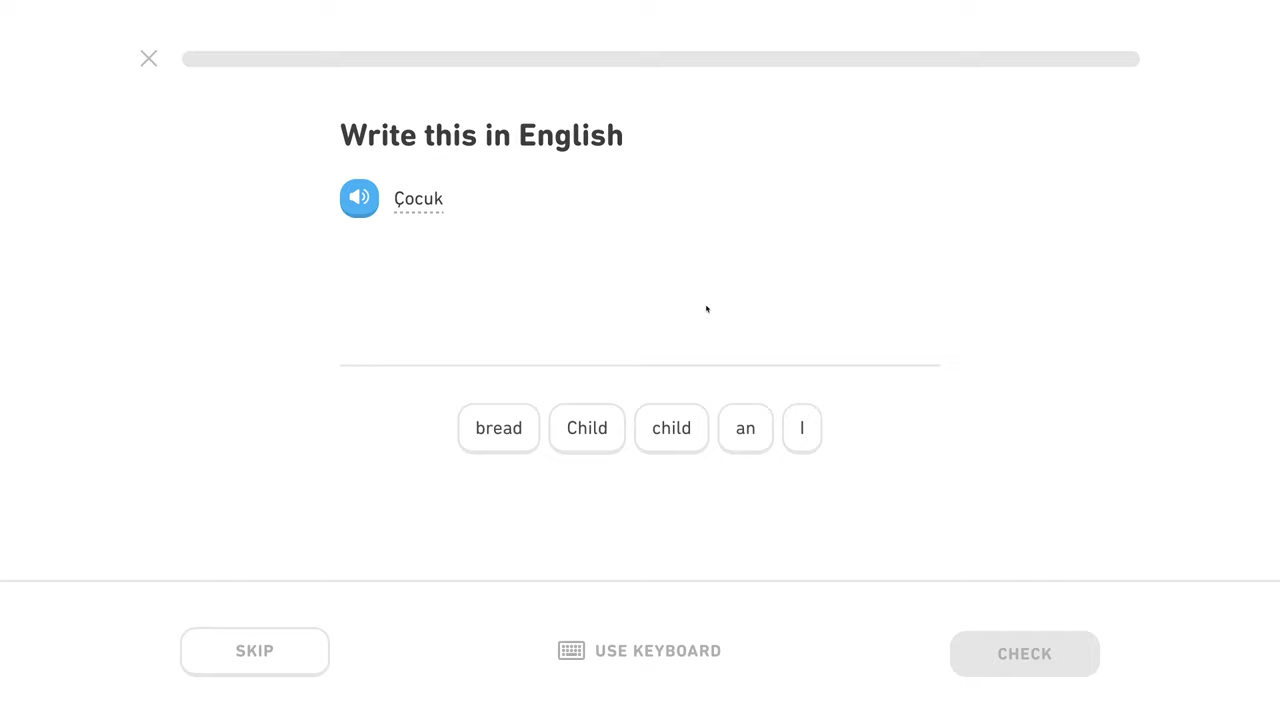 Write this in English
Çocuk
bread Child child an I
SKIP USE KEYBOARD CHECK